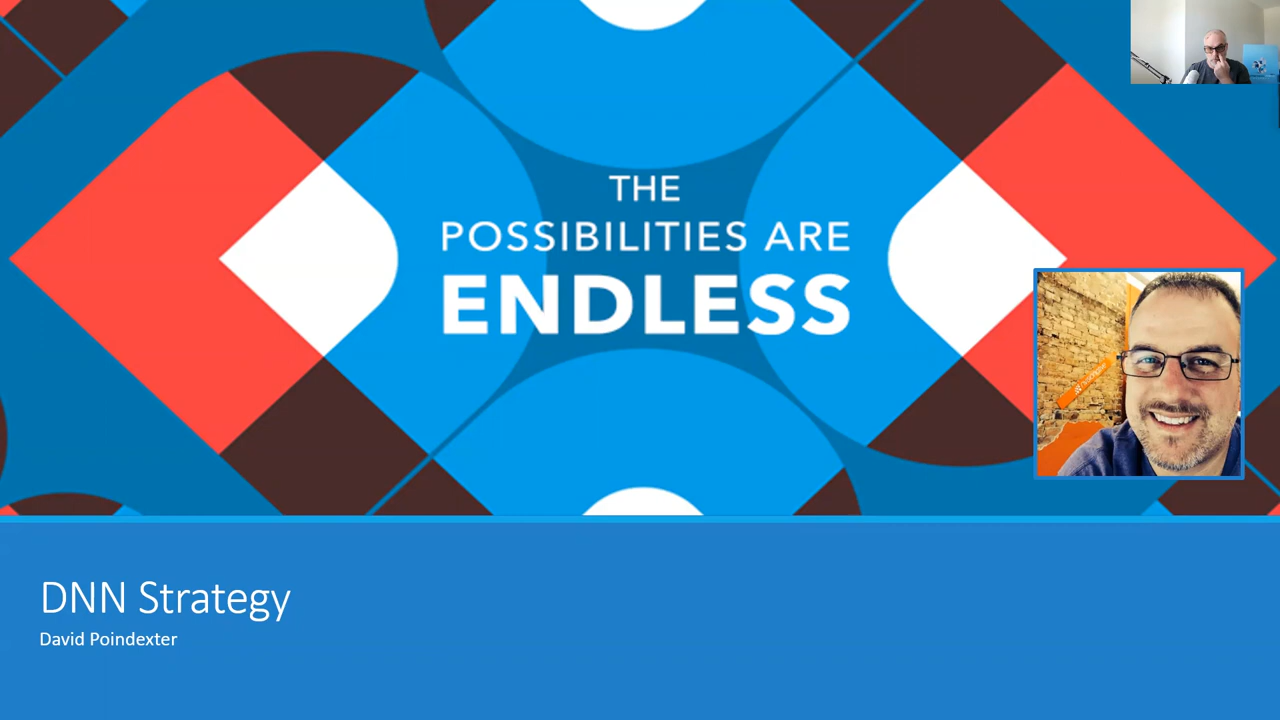 THE
POSSIBILITIES ARE
ENDLESS
DNN Strategy
David Poindexter